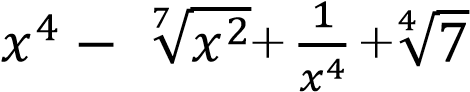 x⁴ − ⁷√x² + 1/x⁴ + ⁴√7